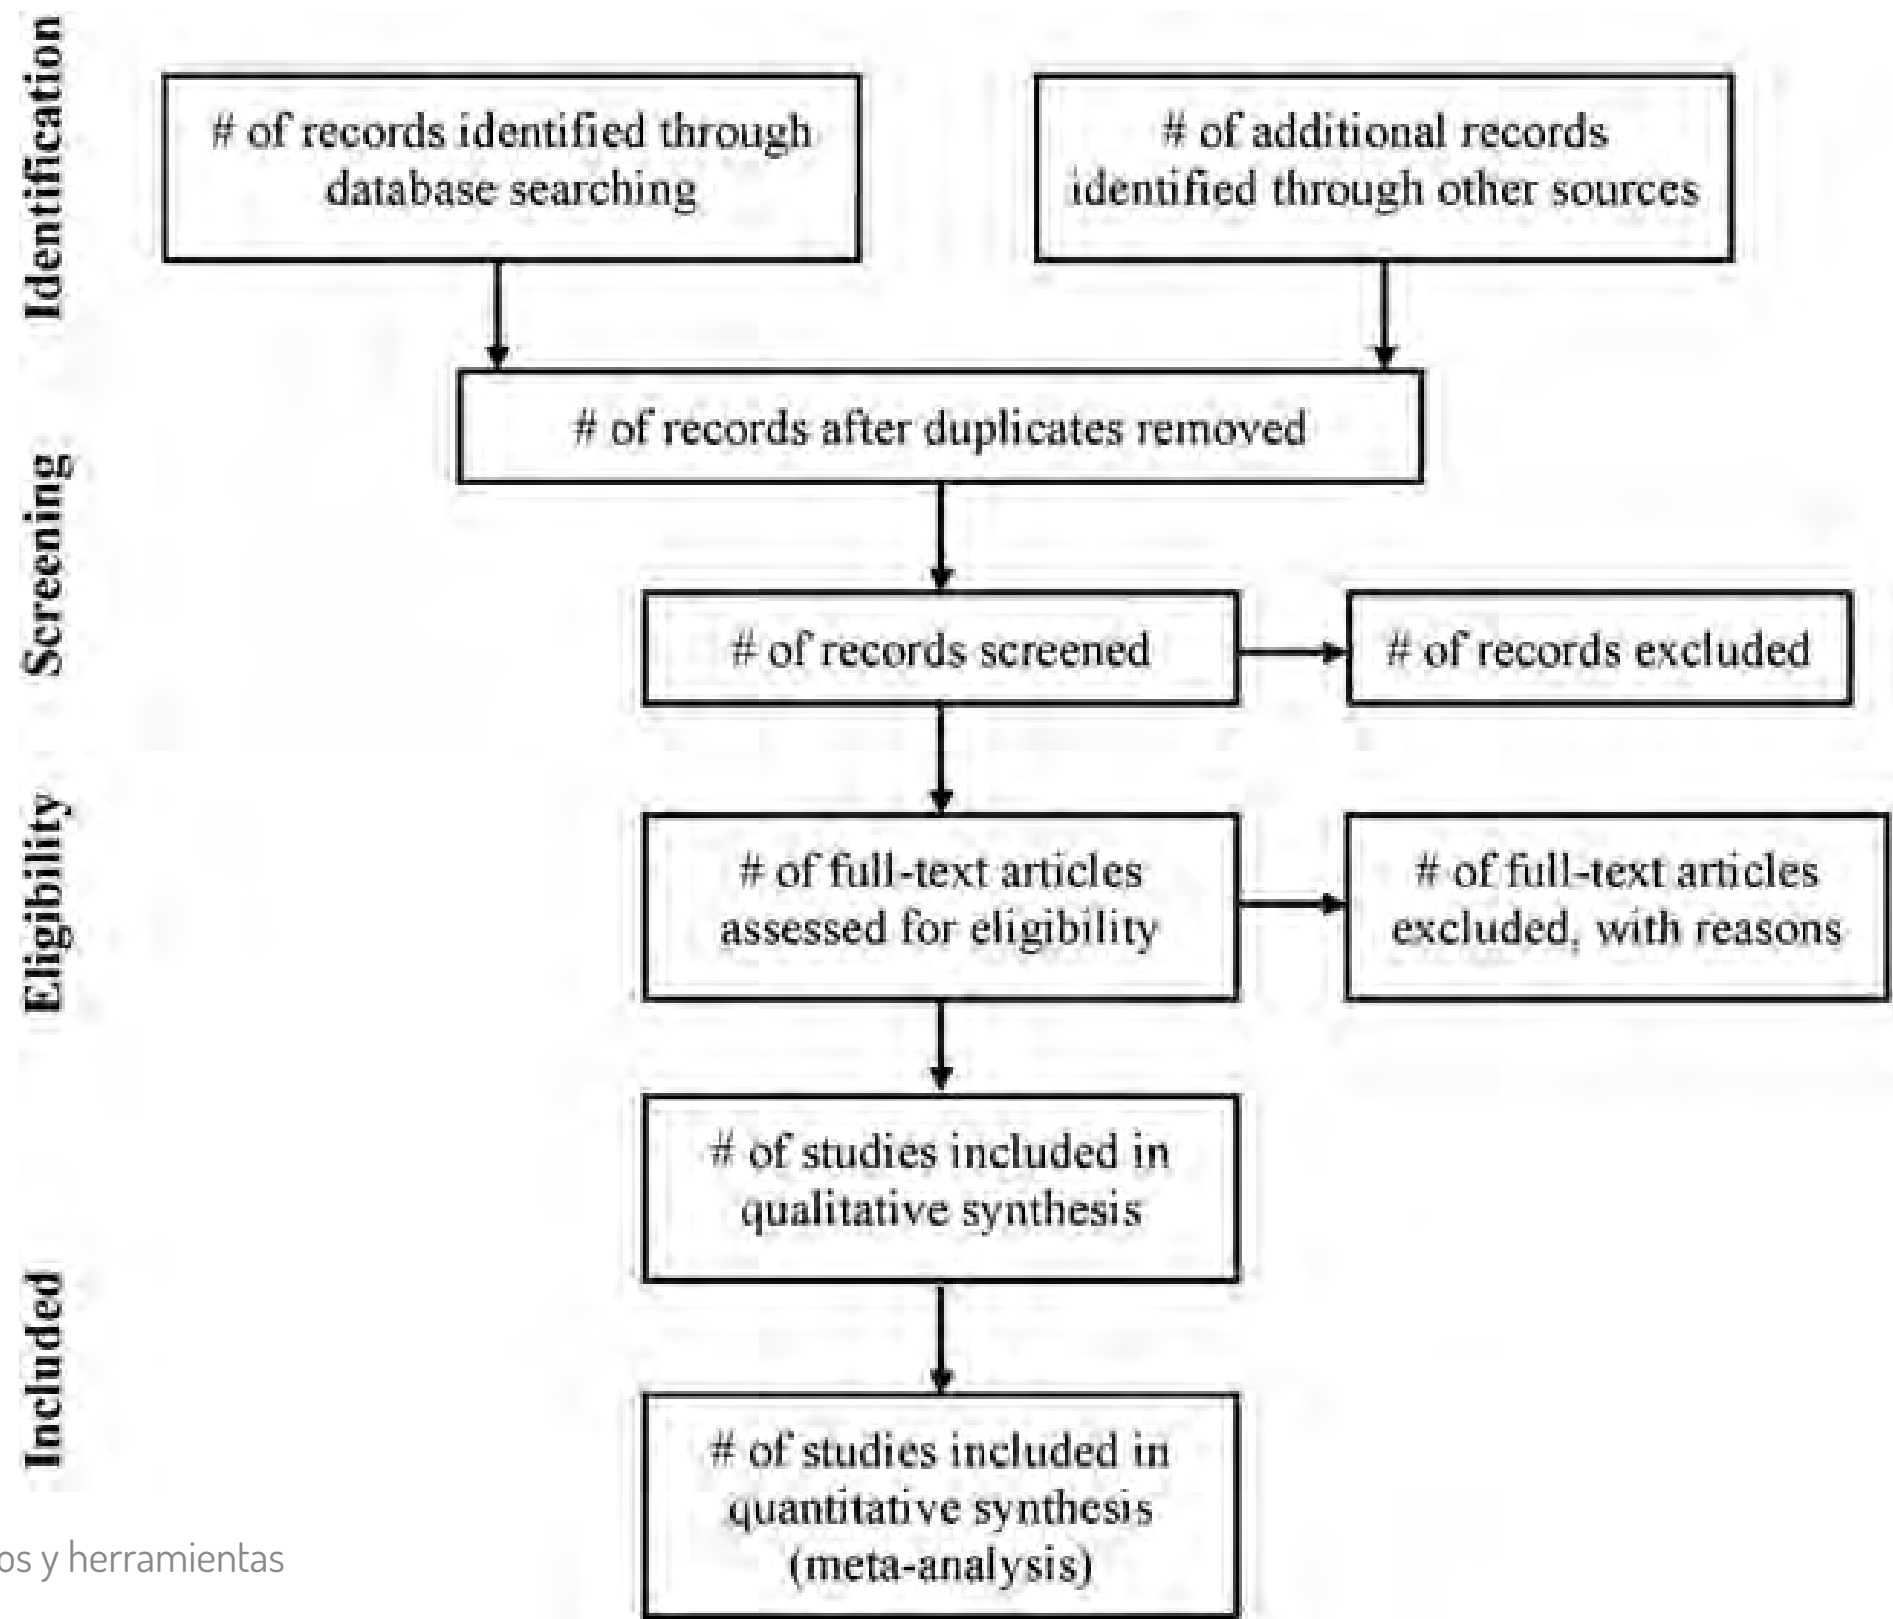 Identification
# of records identified through
database searching
# of additional records
identified through other sources
# of records after duplicates removed
Screening
# of records screened
# of records excluded
Eligibility
# of full-text articles
assessed for eligibility
# of full-text articles
excluded, with reasons
# of studies included in
qualitative synthesis
Included
# of studies included in
quantitative synthesis
(meta-analysis)
os y herramientas